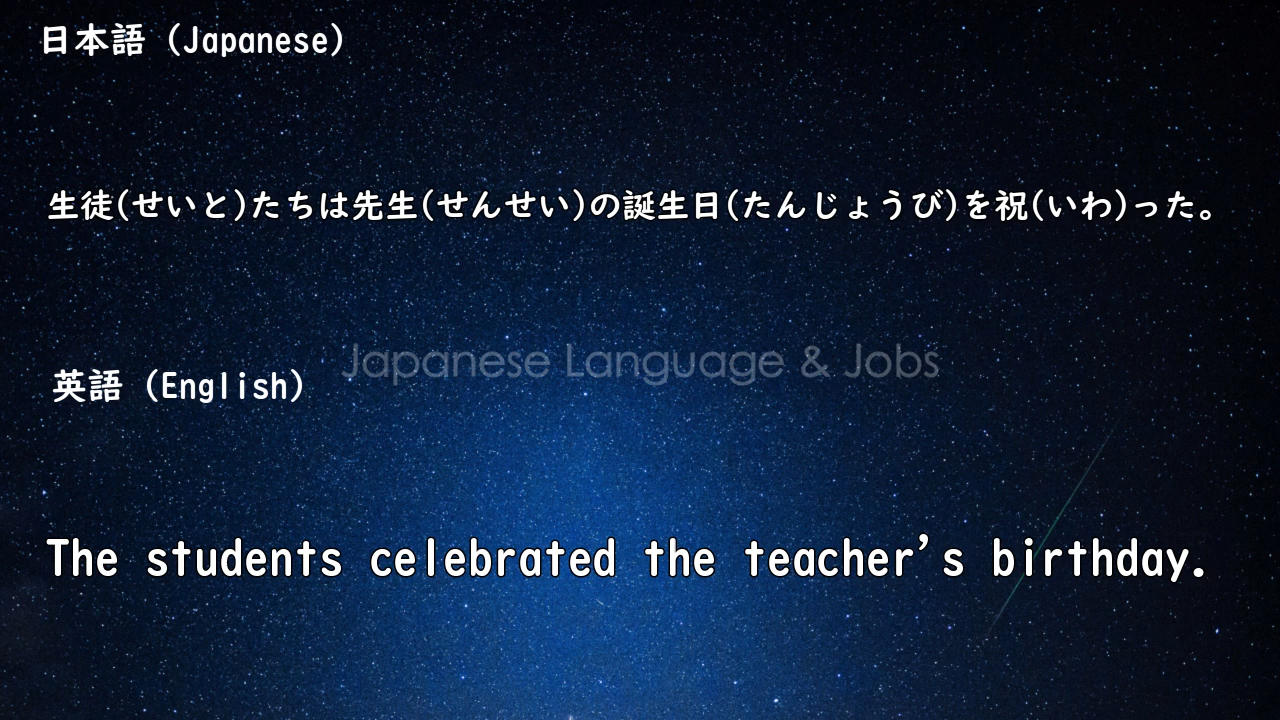 日本語（Japanese）
生徒(せいと)たちは先生(せんせい)の誕生日(たんじょうび)を祝(いわ)った。
Japanese Language & Jobs
英語（English）
The students celebrated the teacher's birthday.